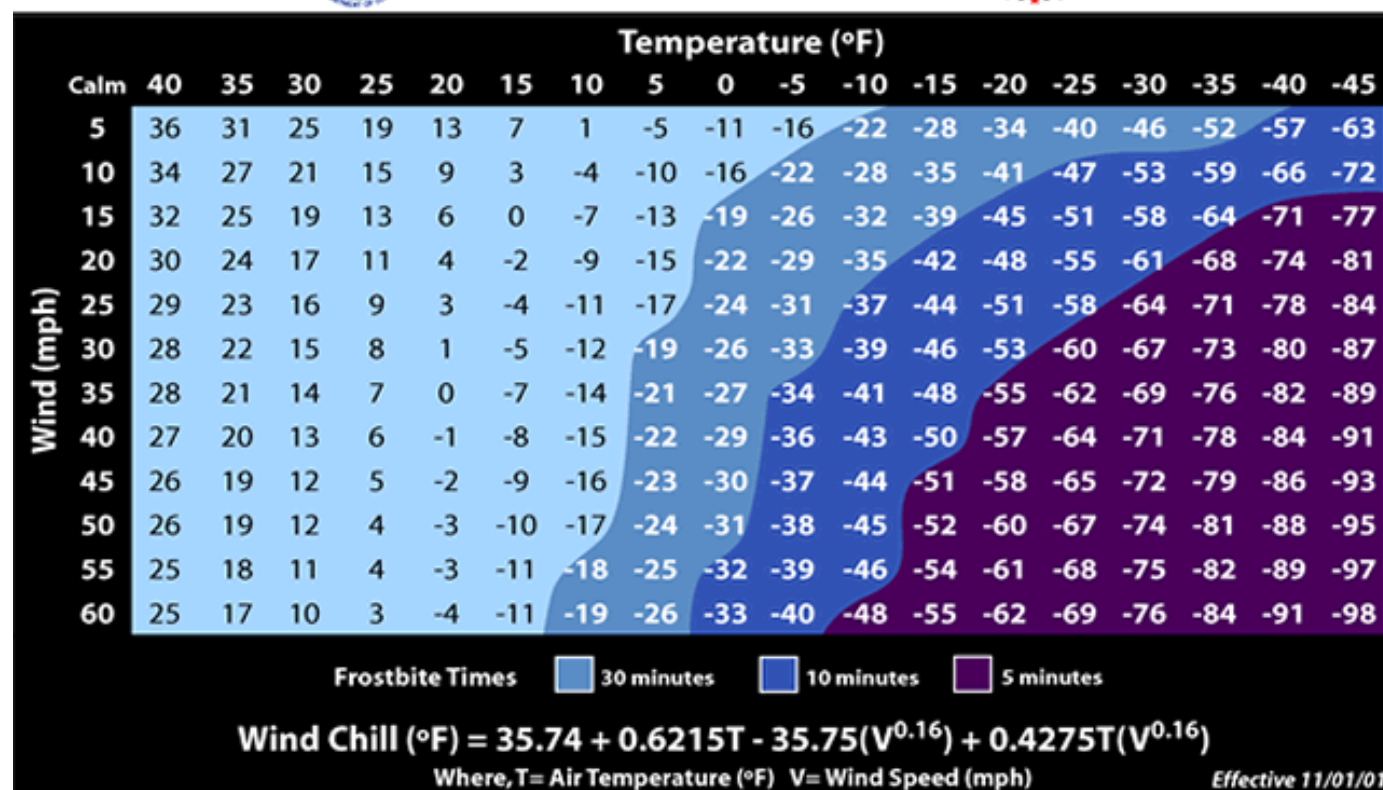 Temperature (ºF)
Calm 40 35 30 25 20 15 10 5 0 -5 -10 -15 -20 -25 -30 -35 -40 -45
Wind (mph)
5 36 31 25 19 13 7 1 -5 -11 -16 -22 -28 -34 -40 -46 -52 -57 -63
10 34 27 21 15 9 3 -4 -10 -16 -22 -28 -35 -41 -47 -53 -59 -66 -72
15 32 25 19 13 6 0 -7 -13 -19 -26 -32 -39 -45 -51 -58 -64 -71 -77
20 30 24 17 11 4 -2 -9 -15 -22 -29 -35 -42 -48 -55 -61 -68 -74 -81
25 29 23 16 9 3 -4 -11 -17 -24 -31 -37 -44 -51 -58 -64 -71 -78 -84
30 28 22 15 8 1 -5 -12 -19 -26 -33 -39 -46 -53 -60 -67 -73 -80 -87
35 28 21 14 7 0 -7 -14 -21 -27 -34 -41 -48 -55 -62 -69 -76 -82 -89
40 27 20 13 6 -1 -8 -15 -22 -29 -36 -43 -50 -57 -64 -71 -78 -84 -91
45 26 19 12 5 -2 -9 -16 -23 -30 -37 -44 -51 -58 -65 -72 -79 -86 -93
50 26 19 12 4 -3 -10 -17 -24 -31 -38 -45 -52 -60 -67 -74 -81 -88 -95
55 25 18 11 4 -3 -11 -18 -25 -32 -39 -46 -54 -61 -68 -75 -82 -89 -97
60 25 17 10 3 -4 -11 -19 -26 -33 -40 -48 -55 -62 -69 -76 -84 -91 -98
Frostbite Times 30 minutes 10 minutes 5 minutes
Wind Chill (ºF) = 35.74 + 0.6215T - 35.75(V^0.16) + 0.4275T(V^0.16)
Where, T= Air Temperature (ºF) V= Wind Speed (mph) Effective 11/01/01